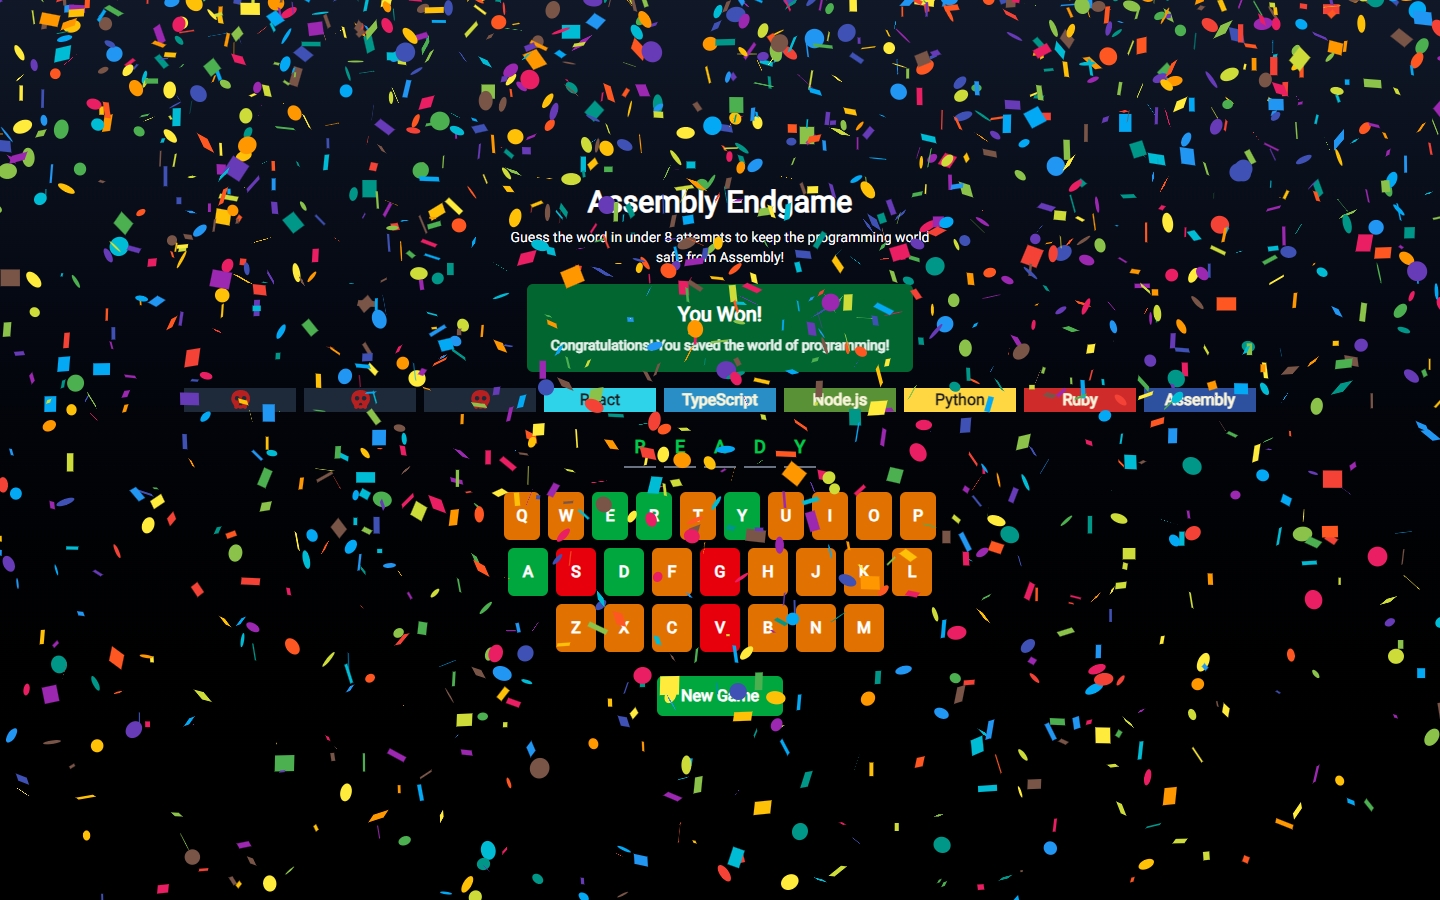 Assembly Endgame
Guess the word in under 8 attempts to keep the programming world
safe from Assembly!
You Won!
Congratulations! You saved the world of programming!
React TypeScript Node.js Python Ruby Assembly
R E A D Y
Q W E R T Y U I O P
A S D F G H J K L
Z X C V B N M
New Game